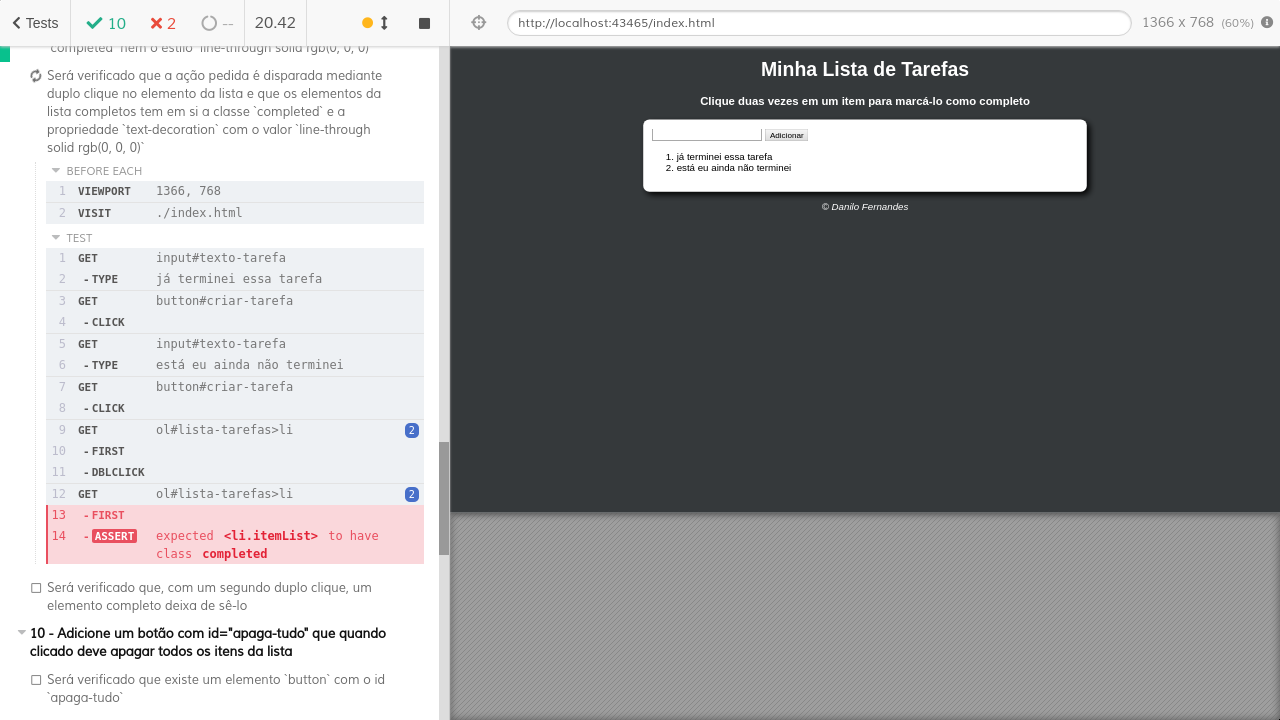 Tests
10
2
--
20.42
http://localhost:43465/index.html
1366 x 768 (60%)
`completed` nem o estilo `line-through solid rgb(0, 0, 0)`
Será verificado que a ação pedida é disparada mediante
duplo clique no elemento da lista e que os elementos da
lista completos tem em si a classe `completed` e a
propriedade `text-decoration` com o valor `line-through
solid rgb(0, 0, 0)`
BEFORE EACH
1 VIEWPORT 1366, 768
2 VISIT ./index.html
TEST
1 GET input#texto-tarefa
2 -TYPE já terminei essa tarefa
3 GET button#criar-tarefa
4 -CLICK
5 GET input#texto-tarefa
6 -TYPE está eu ainda não terminei
7 GET button#criar-tarefa
8 -CLICK
9 GET ol#lista-tarefas>li 2
10 -FIRST
11 -DBLCLICK
12 GET ol#lista-tarefas>li 2
13 -FIRST
14 -ASSERT expected <li.itemList> to have
class completed
Será verificado que, com um segundo duplo clique, um
elemento completo deixa de sê-lo
10 - Adicione um botão com id="apaga-tudo" que quando
clicado deve apagar todos os itens da lista
Será verificado que existe um elemento `button` com o id
`apaga-tudo`
Minha Lista de Tarefas
Clique duas vezes em um item para marcá-lo como completo
Adicionar
1. já terminei essa tarefa
2. está eu ainda não terminei
© Danilo Fernandes